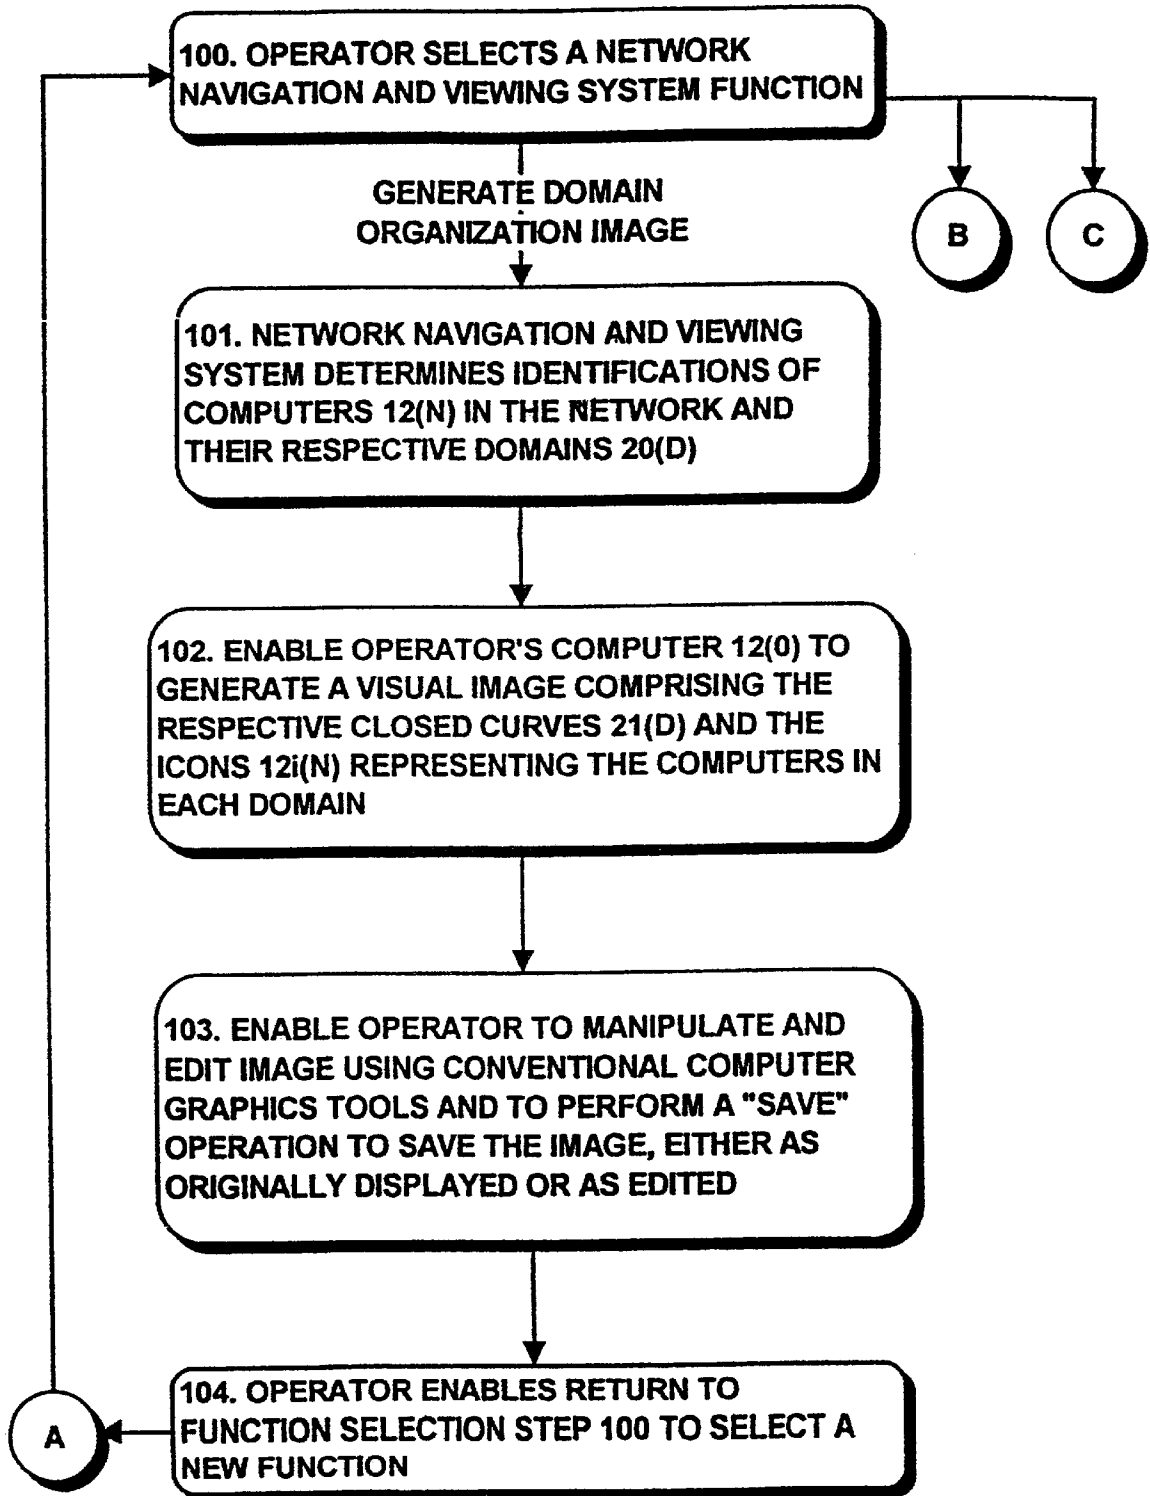 100. OPERATOR SELECTS A NETWORK
NAVIGATION AND VIEWING SYSTEM FUNCTION
GENERATE DOMAIN
ORGANIZATION IMAGE
B
C
101. NETWORK NAVIGATION AND VIEWING
SYSTEM DETERMINES IDENTIFICATIONS OF
COMPUTERS 12(N) IN THE NETWORK AND
THEIR RESPECTIVE DOMAINS 20(D)
102. ENABLE OPERATOR'S COMPUTER 12(0) TO
GENERATE A VISUAL IMAGE COMPRISING THE
RESPECTIVE CLOSED CURVES 21(D) AND THE
ICONS 12i(N) REPRESENTING THE COMPUTERS IN
EACH DOMAIN
103. ENABLE OPERATOR TO MANIPULATE AND
EDIT IMAGE USING CONVENTIONAL COMPUTER
GRAPHICS TOOLS AND TO PERFORM A "SAVE"
OPERATION TO SAVE THE IMAGE, EITHER AS
ORIGINALLY DISPLAYED OR AS EDITED
104. OPERATOR ENABLES RETURN TO
FUNCTION SELECTION STEP 100 TO SELECT A
NEW FUNCTION
A